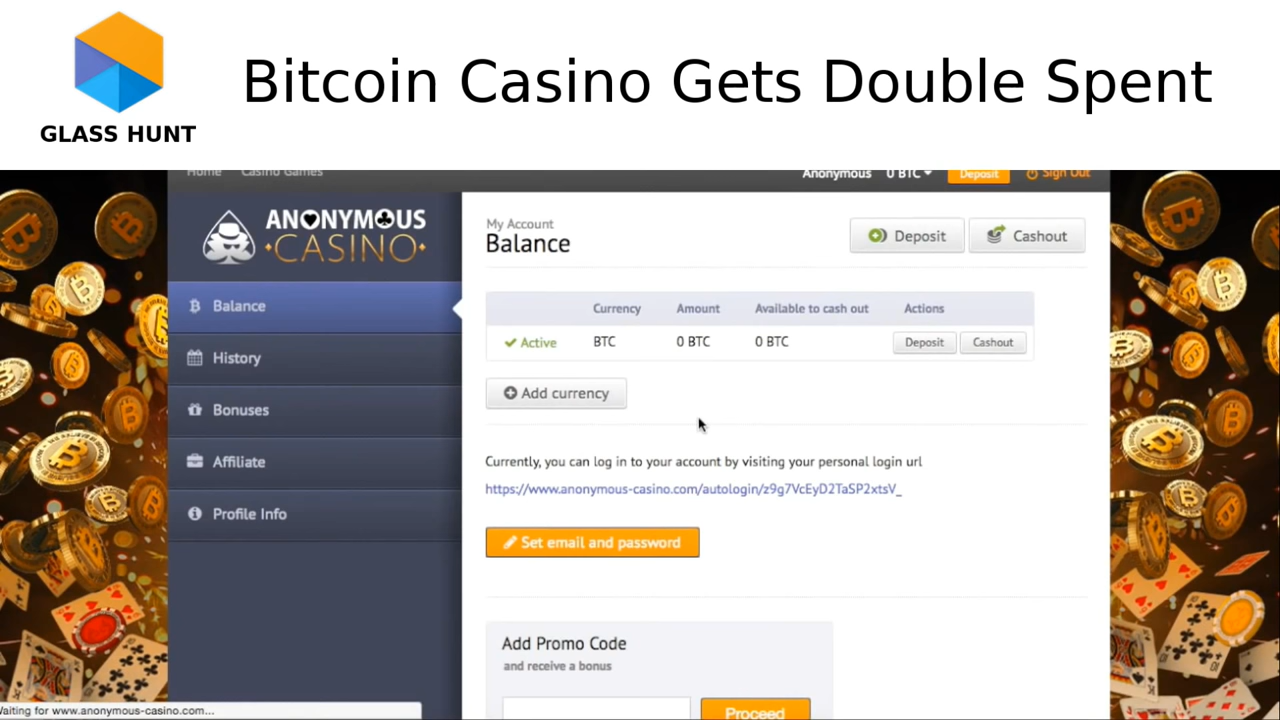 Bitcoin Casino Gets Double Spent
GLASS HUNT
Home Casino Games
Anonymous 0 BTC Deposit Sign Out
ANONYMOUS
CASINO
My Account
Balance
Deposit Cashout
Balance
History
Bonuses
Affiliate
Profile Info
Currency Amount Available to cash out Actions
Active BTC 0 BTC 0 BTC Deposit Cashout
Add currency
Currently, you can log in to your account by visiting your personal login url
https://www.anonymous-casino.com/autologin/z9g7VcEyD2TaSP2xtsV_
Set email and password
Add Promo Code
and receive a bonus
Proceed
Waiting for www.anonymous-casino.com...